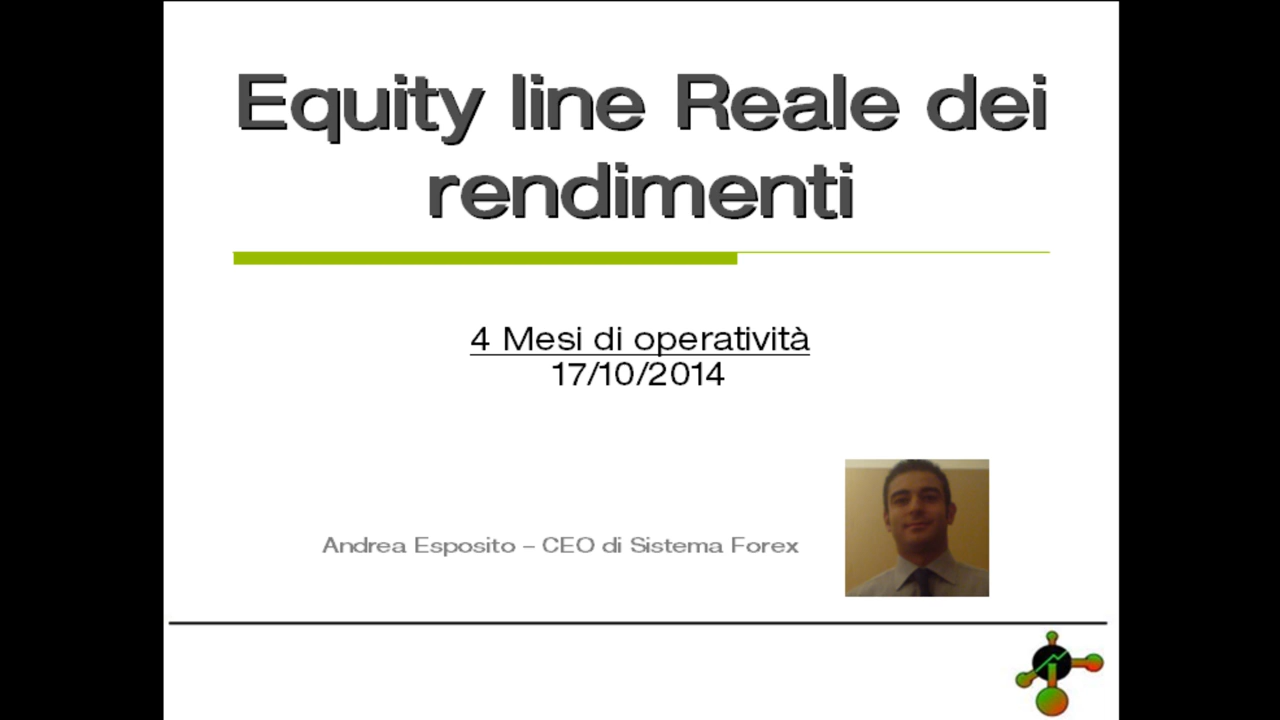 Equity line Reale dei
rendimenti
4 Mesi di operatività
17/10/2014
Andrea Esposito – CEO di Sistema Forex